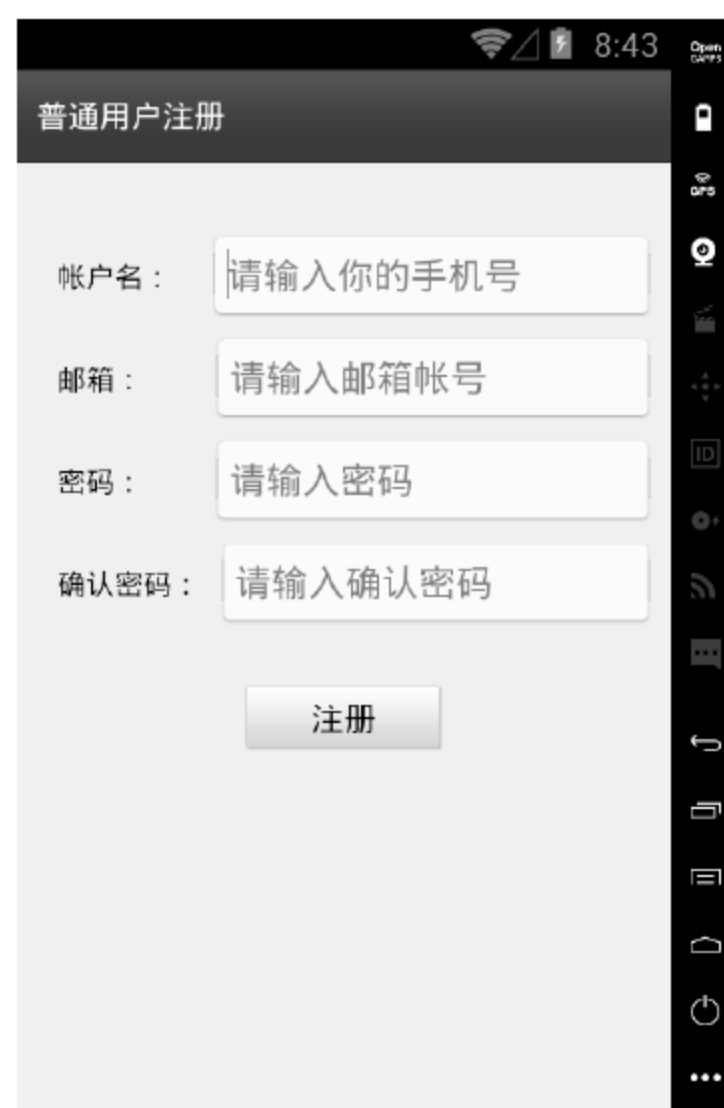 8:43
Open
GAPPS
普通用户注册
GPS
帐户名：
请输入你的手机号
邮箱：
请输入邮箱帐号
ID
密码：
请输入密码
确认密码：
请输入确认密码
注册